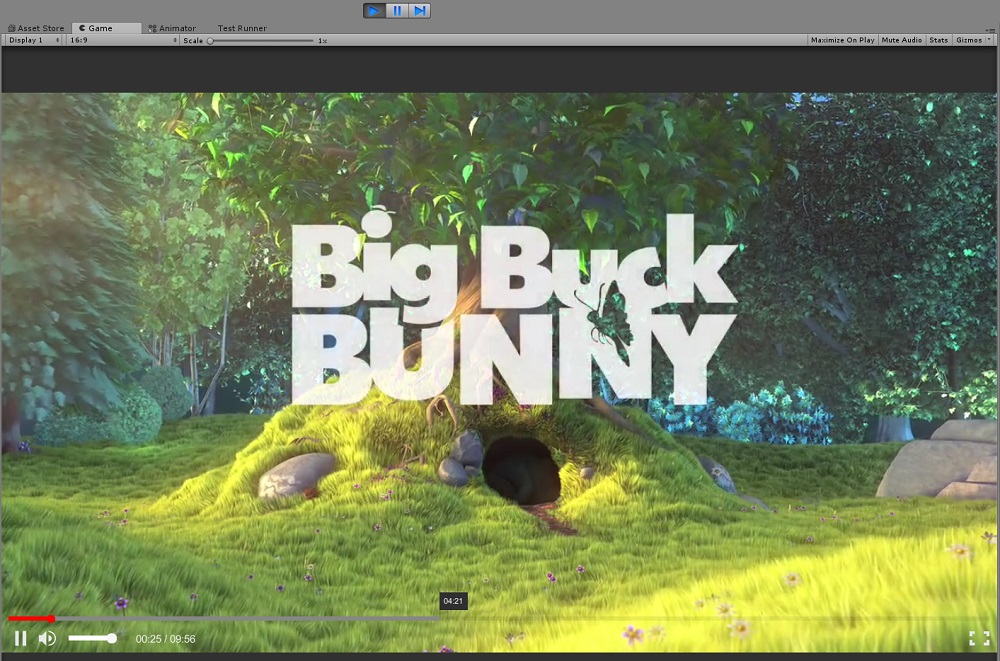 Asset Store
Game
Animator
Test Runner
Display 1
16:9
Scale
1x
Maximize On Play
Mute Audio
Stats
Gizmos
Big Buck
BUNNY
04:21
00:25 / 09:56